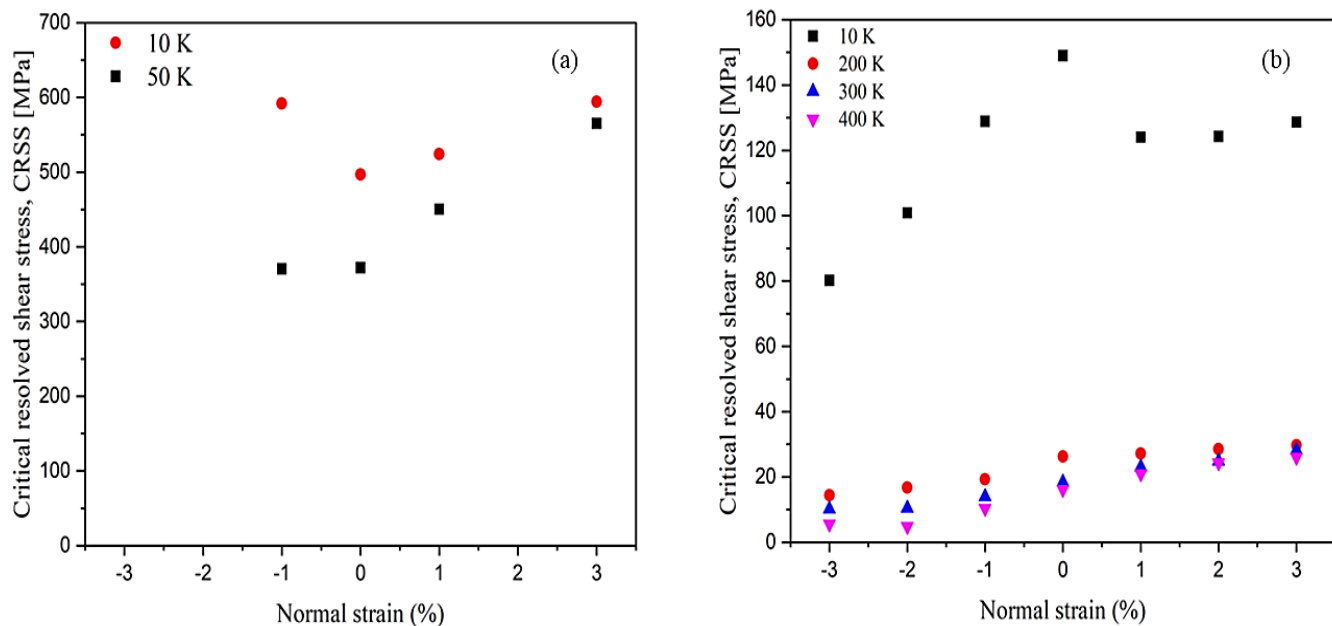 700
600
500
400
300
200
100
0
-3 -2 -1 0 1 2 3
Critical resolved shear stress, CRSS [MPa]
Normal strain (%)
10 K
50 K
(a)
160
140
120
100
80
60
40
20
0
-3 -2 -1 0 1 2 3
Critical resolved shear stress, CRSS [MPa]
Normal strain (%)
10 K
200 K
300 K
400 K
(b)